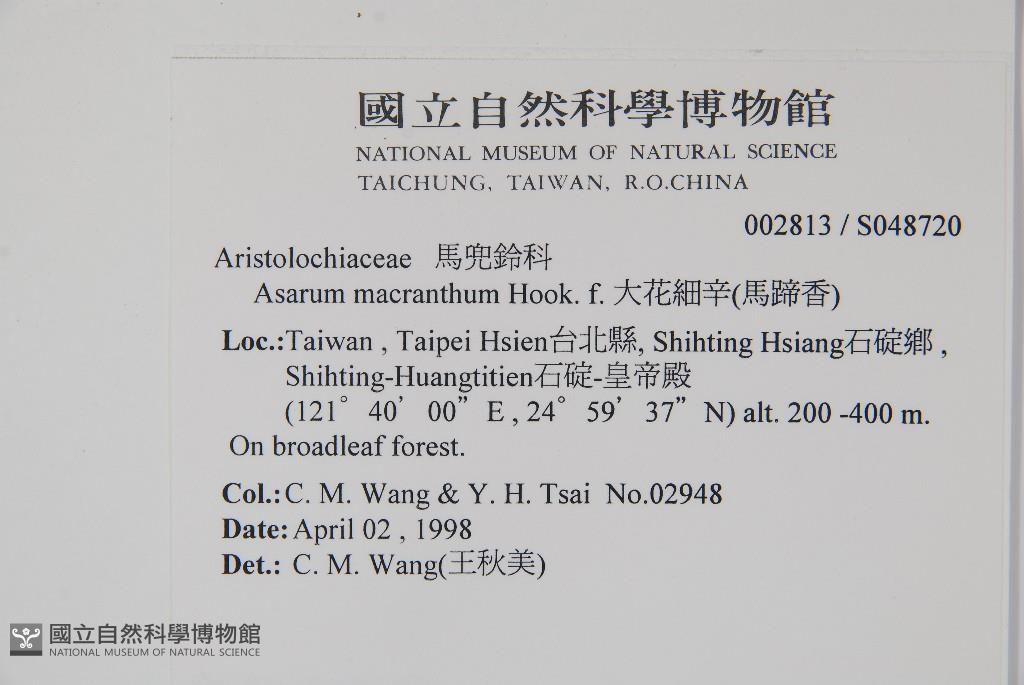 國立自然科學博物館
NATIONAL MUSEUM OF NATURAL SCIENCE
TAICHUNG, TAIWAN, R.O.CHINA
002813 / S048720
Aristolochiaceae 馬兜鈴科
Asarum macranthum Hook. f. 大花細辛(馬蹄香)
Loc.:Taiwan , Taipei Hsien台北縣, Shihting Hsiang石碇鄉 ,
Shihting-Huangtitien石碇-皇帝殿
(121° 40’ 00” E , 24° 59’ 37” N) alt. 200 -400 m.
On broadleaf forest.
Col.:C. M. Wang & Y. H. Tsai No.02948
Date:April 02 , 1998
Det.: C. M. Wang(王秋美)
國立自然科學博物館
NATIONAL MUSEUM OF NATURAL SCIENCE